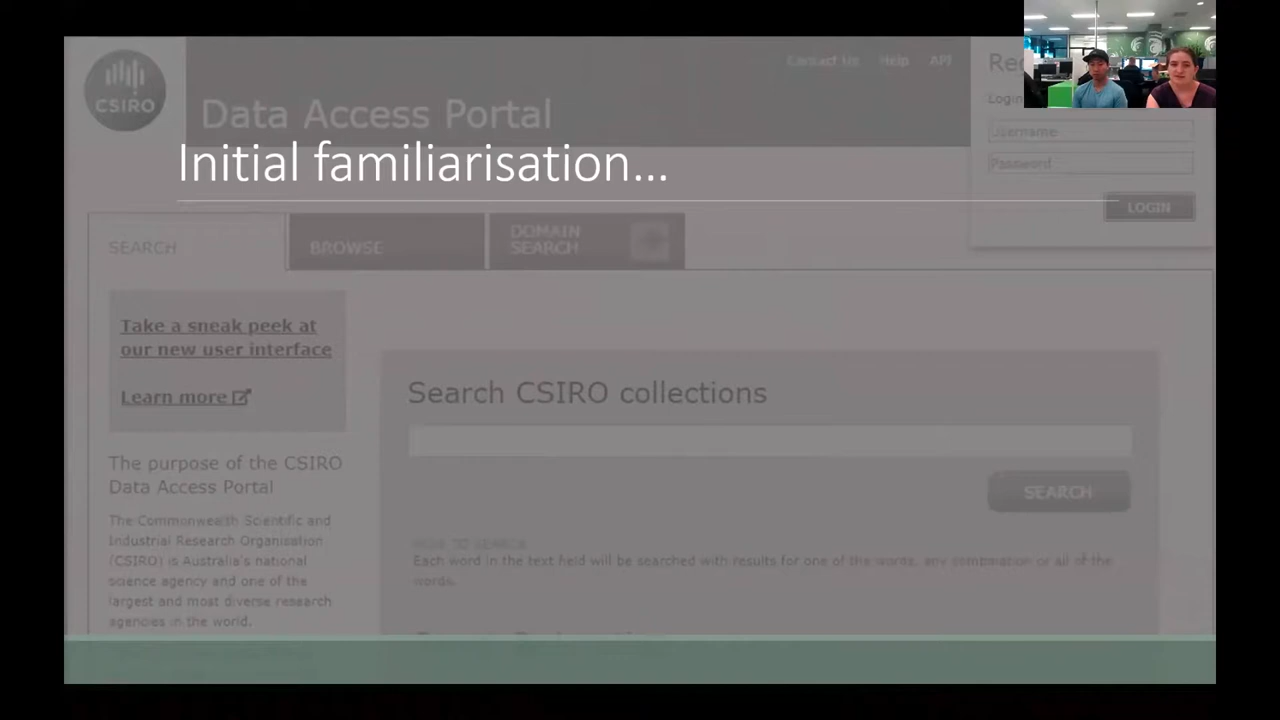 CSIRO
Data Access Portal
Contact Us Help API
Login
Username
Password
LOGIN
Initial familiarisation...
SEARCH
BROWSE
DOMAIN
SEARCH
Take a sneak peek at
our new user interface
Learn more
The purpose of the CSIRO
Data Access Portal
The Commonwealth Scientific and
Industrial Research Organisation
(CSIRO) is Australia's national
science agency and one of the
largest and most diverse research
agencies in the world.
Search CSIRO collections
SEARCH
HOW TO SEARCH
Each word in the text field will be searched with results for one of the words, any combination or all of the
words.